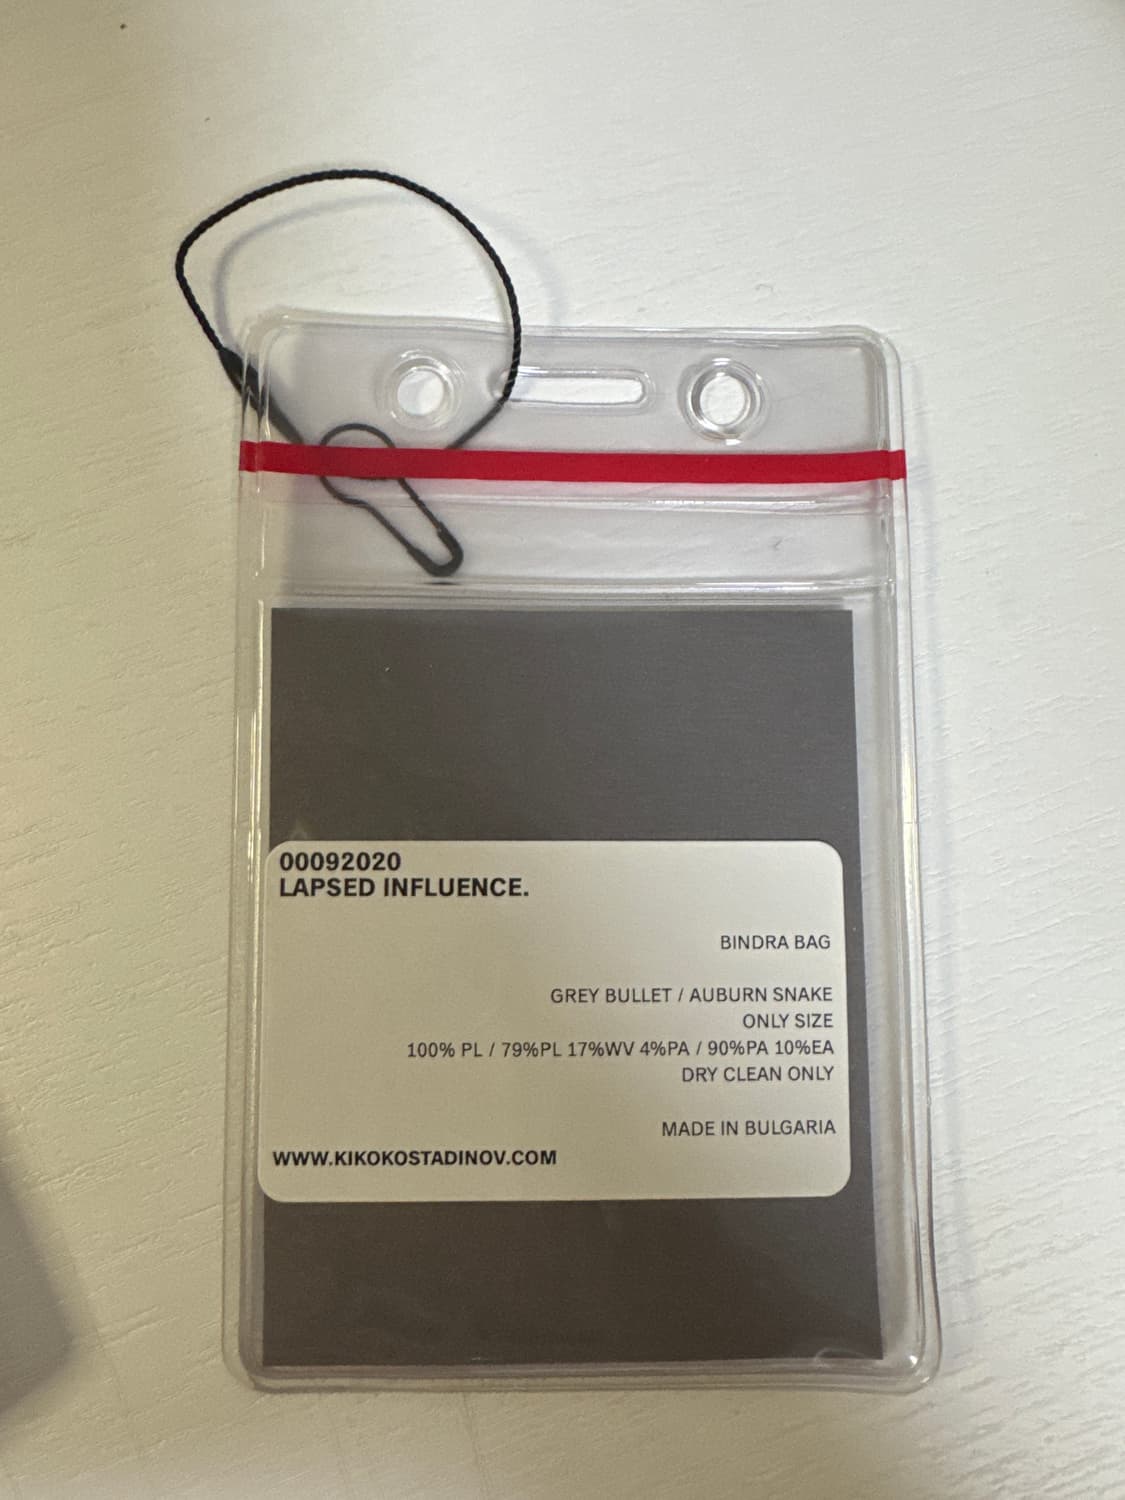 00092020
LAPSED INFLUENCE.
BINDRA BAG
GREY BULLET / AUBURN SNAKE
ONLY SIZE
100% PL / 79%PL 17%WV 4%PA / 90%PA 10%EA
DRY CLEAN ONLY
MADE IN BULGARIA
WWW.KIKOKOSTADINOV.COM